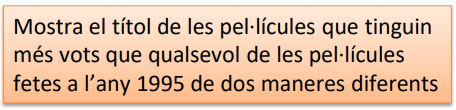 Mostra el títol de les pel·lícules que tinguin
més vots que qualsevol de les pel·lícules
fetes a l’any 1995 de dos maneres diferents